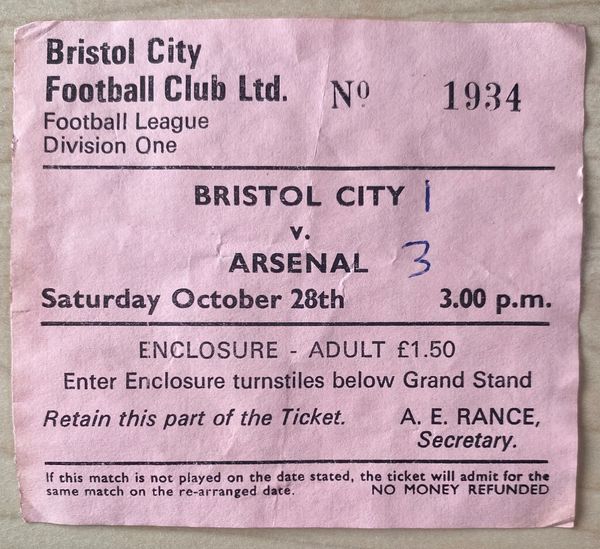 Bristol City
Football Club Ltd.
Football League
Division One
Nº 1934
BRISTOL CITY 1
v.
ARSENAL 3
Saturday October 28th 3.00 p.m.
ENCLOSURE - ADULT £1.50
Enter Enclosure turnstiles below Grand Stand
Retain this part of the Ticket.
A. E. RANCE,
Secretary.
If this match is not played on the date stated, the ticket will admit for the
same match on the re-arranged date. NO MONEY REFUNDED